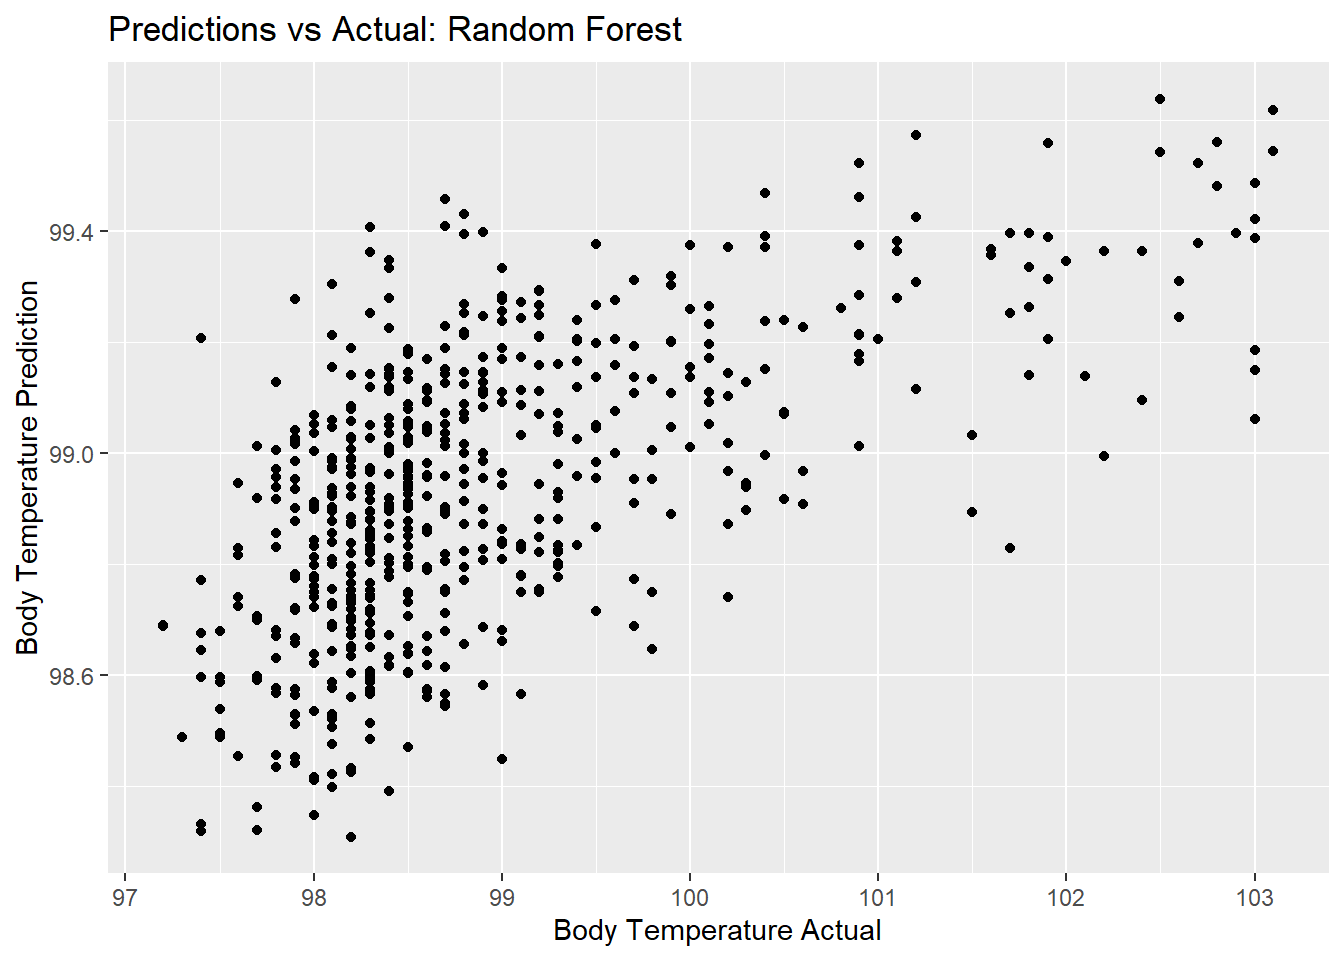 Predictions vs Actual: Random Forest
Body Temperature Prediction
99.4
99.0
98.6
97 98 99 100 101 102 103
Body Temperature Actual